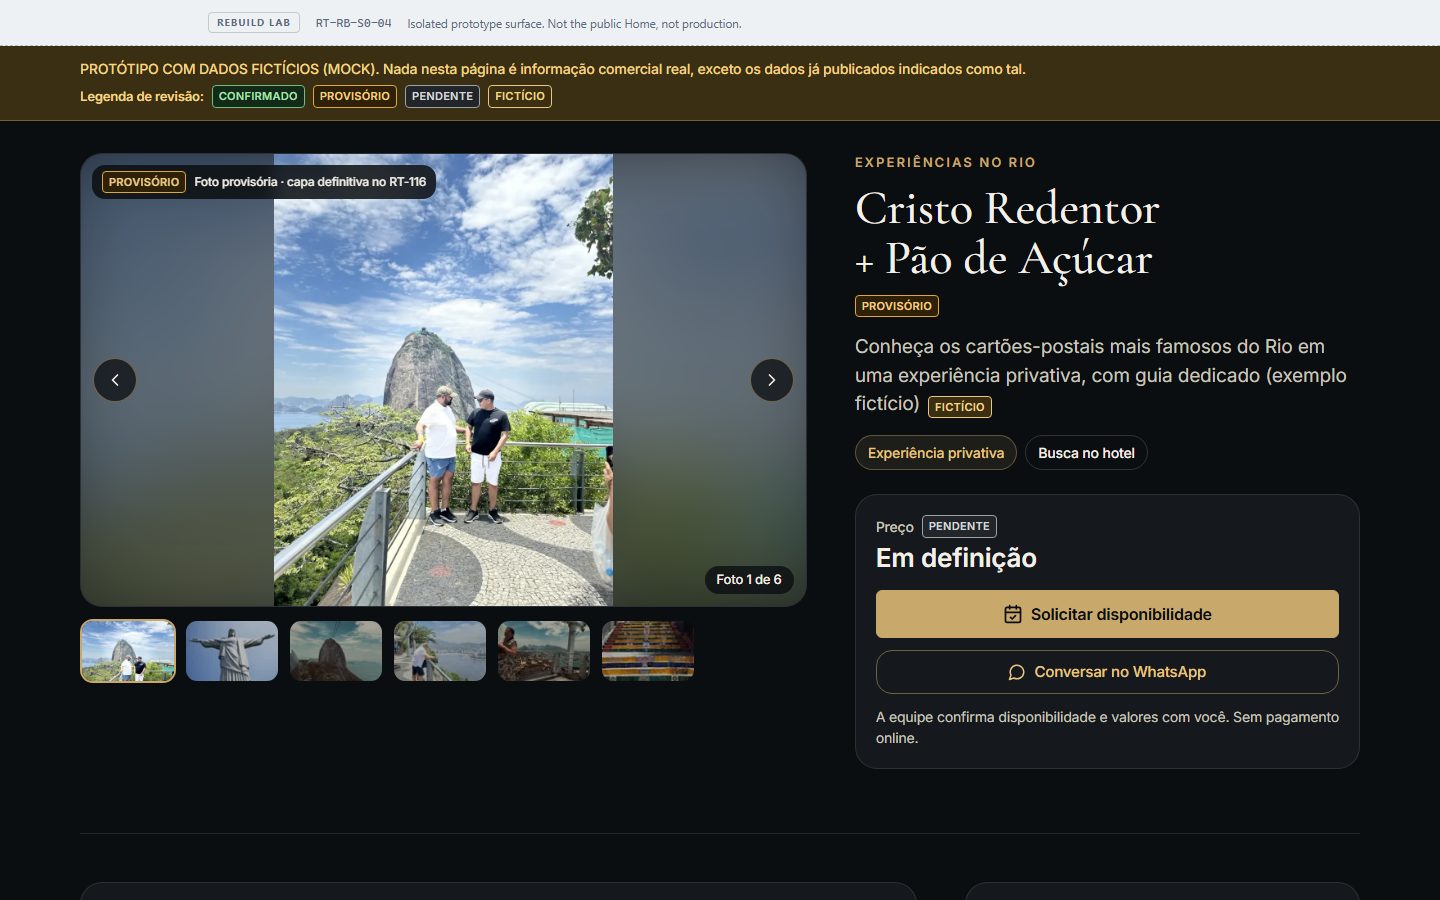 REBUILD LAB RT-RB-S0-04 Isolated prototype surface. Not the public Home, not production.
PROTÓTIPO COM DADOS FICTÍCIOS (MOCK). Nada nesta página é informação comercial real, exceto os dados já publicados indicados como tal.
Legenda de revisão: CONFIRMADO PROVISÓRIO PENDENTE FICTÍCIO
PROVISÓRIO Foto provisória · capa definitiva no RT-116
Foto 1 de 6
EXPERIÊNCIAS NO RIO
Cristo Redentor
+ Pão de Açúcar
PROVISÓRIO
Conheça os cartões-postais mais famosos do Rio em
uma experiência privativa, com guia dedicado (exemplo
fictício) FICTÍCIO
Experiência privativa Busca no hotel
Preço PENDENTE
Em definição
Solicitar disponibilidade
Conversar no WhatsApp
A equipe confirma disponibilidade e valores com você. Sem pagamento
online.